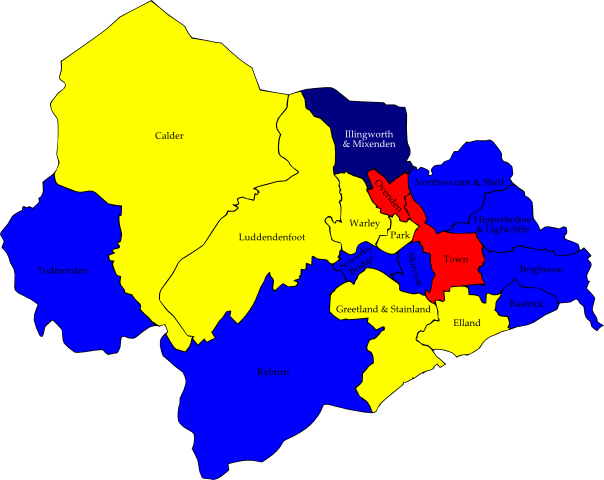 Calder
Illingworth
& Mixenden
Ovenden
Northowram & Shelf
Hipperholme
& Lightcliffe
Warley
Park
Luddendenfoot
Town
Todmorden
Sowerby
Bridge
Skircoat
Brighouse
Rastrick
Greetland & Stainland
Elland
Ryburn